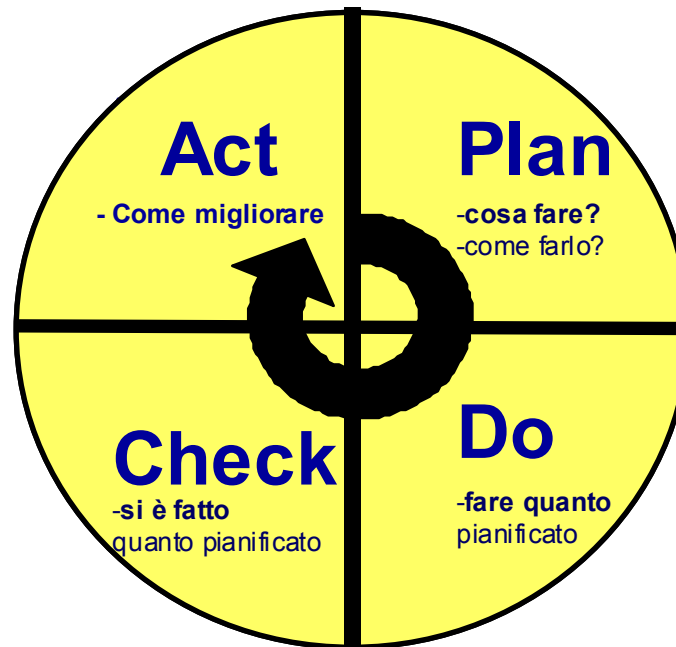 Act
- Come migliorare
Plan
-cosa fare?
-come farlo?
Check
-si è fatto
quanto pianificato
Do
-fare quanto
pianificato